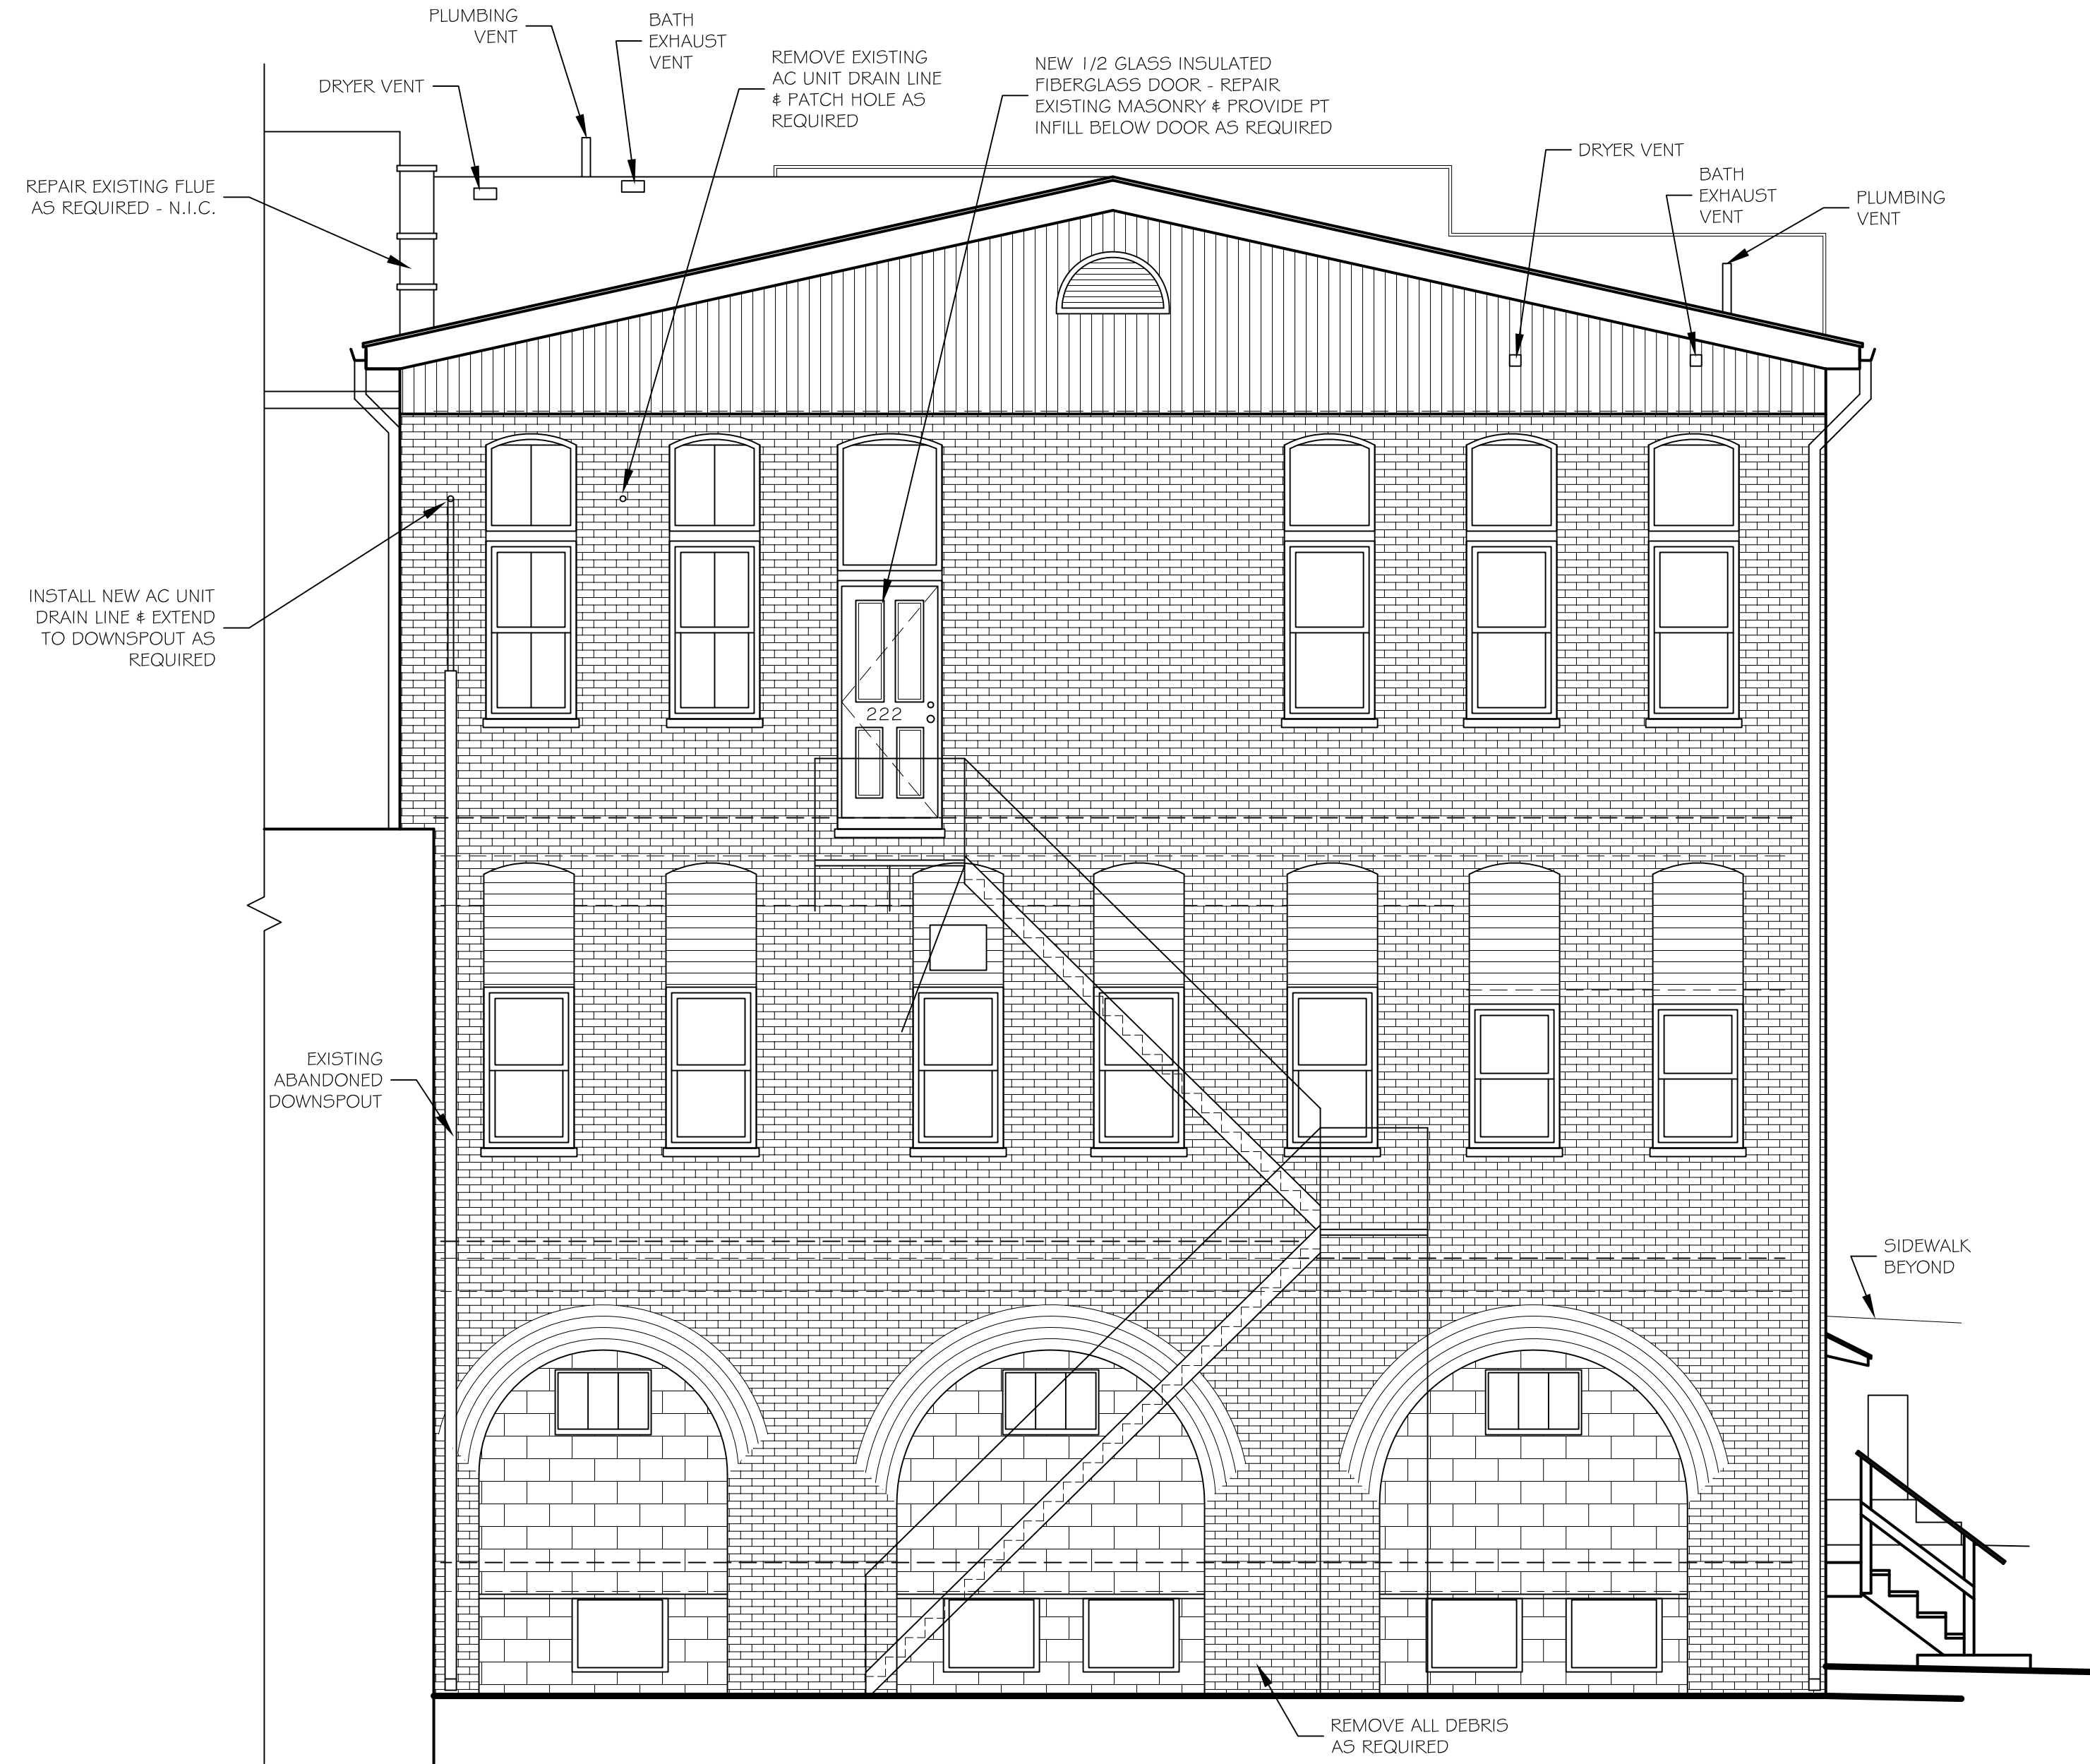 PLUMBING
VENT
BATH
EXHAUST
VENT
DRYER VENT
REMOVE EXISTING
AC UNIT DRAIN LINE
& PATCH HOLE AS
REQUIRED
NEW 1/2 GLASS INSULATED
FIBERGLASS DOOR - REPAIR
EXISTING MASONRY & PROVIDE PT
INFILL BELOW DOOR AS REQUIRED
DRYER VENT
BATH
EXHAUST
VENT
PLUMBING
VENT
REPAIR EXISTING FLUE
AS REQUIRED - N.I.C.
INSTALL NEW AC UNIT
DRAIN LINE & EXTEND
TO DOWNSPOUT AS
REQUIRED
222
EXISTING
ABANDONED
DOWNSPOUT
SIDEWALK
BEYOND
REMOVE ALL DEBRIS
AS REQUIRED